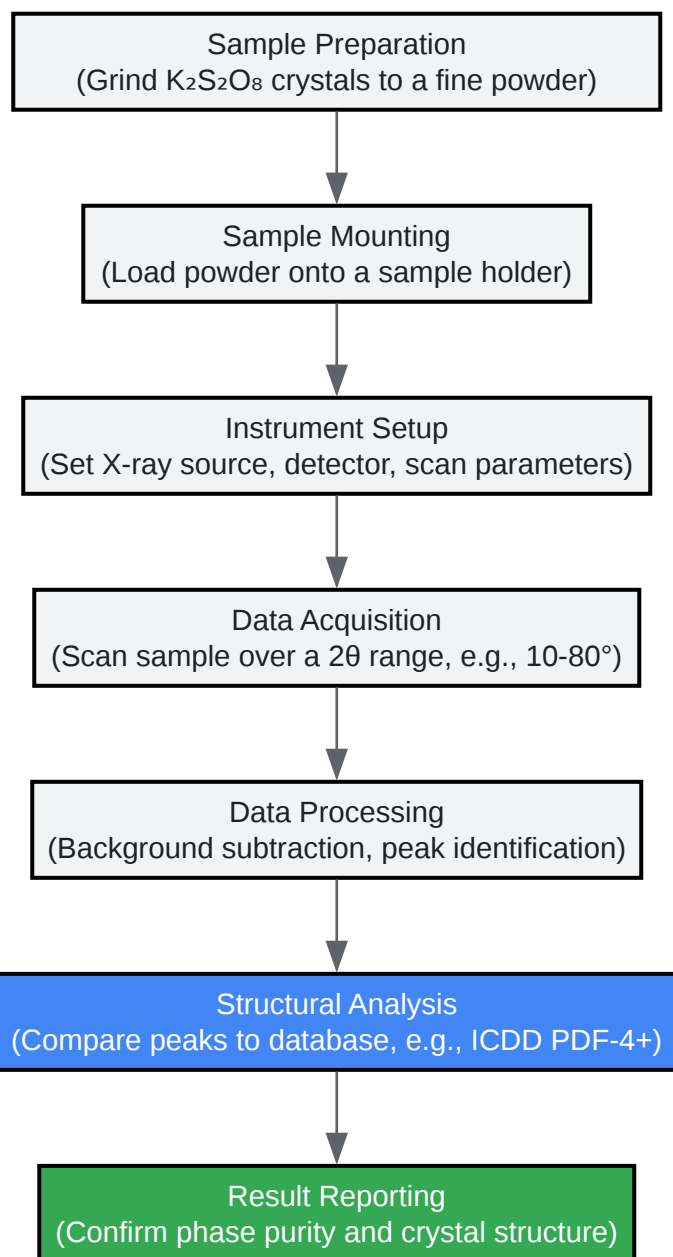 Sample Preparation
(Grind K₂S₂O₈ crystals to a fine powder)
Sample Mounting
(Load powder onto a sample holder)
Instrument Setup
(Set X-ray source, detector, scan parameters)
Data Acquisition
(Scan sample over a 2θ range, e.g., 10-80°)
Data Processing
(Background subtraction, peak identification)
Structural Analysis
(Compare peaks to database, e.g., ICDD PDF-4+)
Result Reporting
(Confirm phase purity and crystal structure)